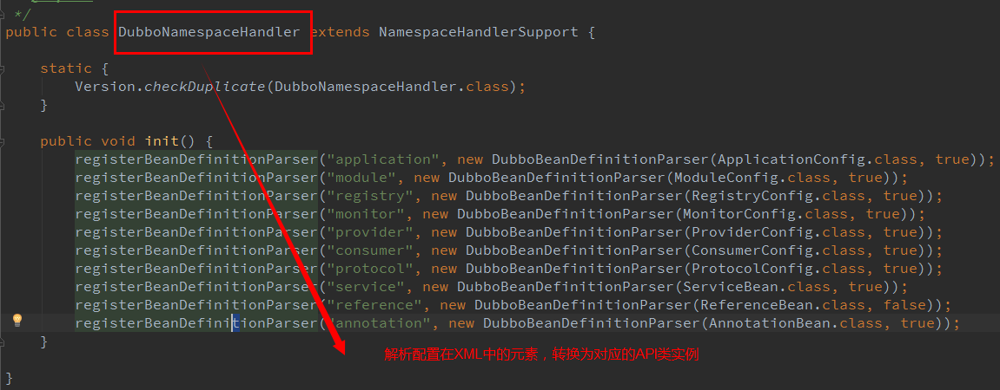 */
public class DubboNamespaceHandler extends NamespaceHandlerSupport {
static {
Version.checkDuplicate(DubboNamespaceHandler.class);
}
public void init() {
registerBeanDefinitionParser("application", new DubboBeanDefinitionParser(ApplicationConfig.class, true));
registerBeanDefinitionParser("module", new DubboBeanDefinitionParser(ModuleConfig.class, true));
registerBeanDefinitionParser("registry", new DubboBeanDefinitionParser(RegistryConfig.class, true));
registerBeanDefinitionParser("monitor", new DubboBeanDefinitionParser(MonitorConfig.class, true));
registerBeanDefinitionParser("provider", new DubboBeanDefinitionParser(ProviderConfig.class, true));
registerBeanDefinitionParser("consumer", new DubboBeanDefinitionParser(ConsumerConfig.class, true));
registerBeanDefinitionParser("protocol", new DubboBeanDefinitionParser(ProtocolConfig.class, true));
registerBeanDefinitionParser("service", new DubboBeanDefinitionParser(ServiceBean.class, true));
registerBeanDefinitionParser("reference", new DubboBeanDefinitionParser(ReferenceBean.class, false));
registerBeanDefinitionParser("annotation", new DubboBeanDefinitionParser(AnnotationBean.class, true));
}
解析配置在XML中的元素，转换为对应的API类实例
}